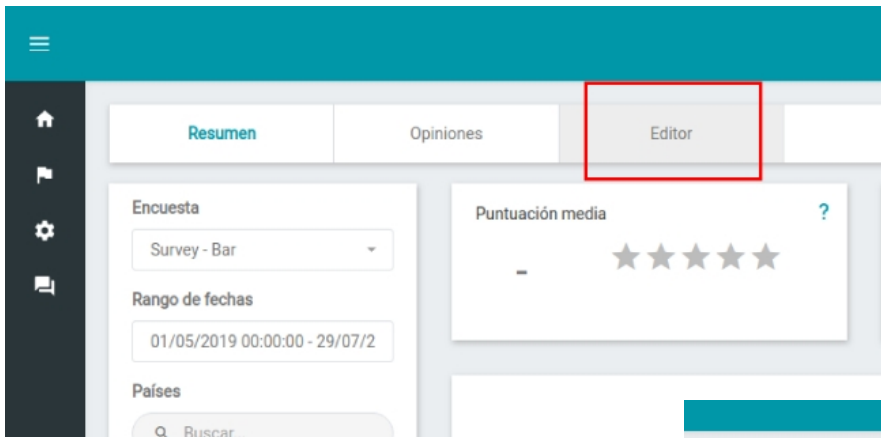 Resumen
Opiniones
Editor
Encuesta
Survey - Bar
Rango de fechas
01/05/2019 00:00:00 - 29/07/2
Países
Buscar...
Puntuación media
?
-